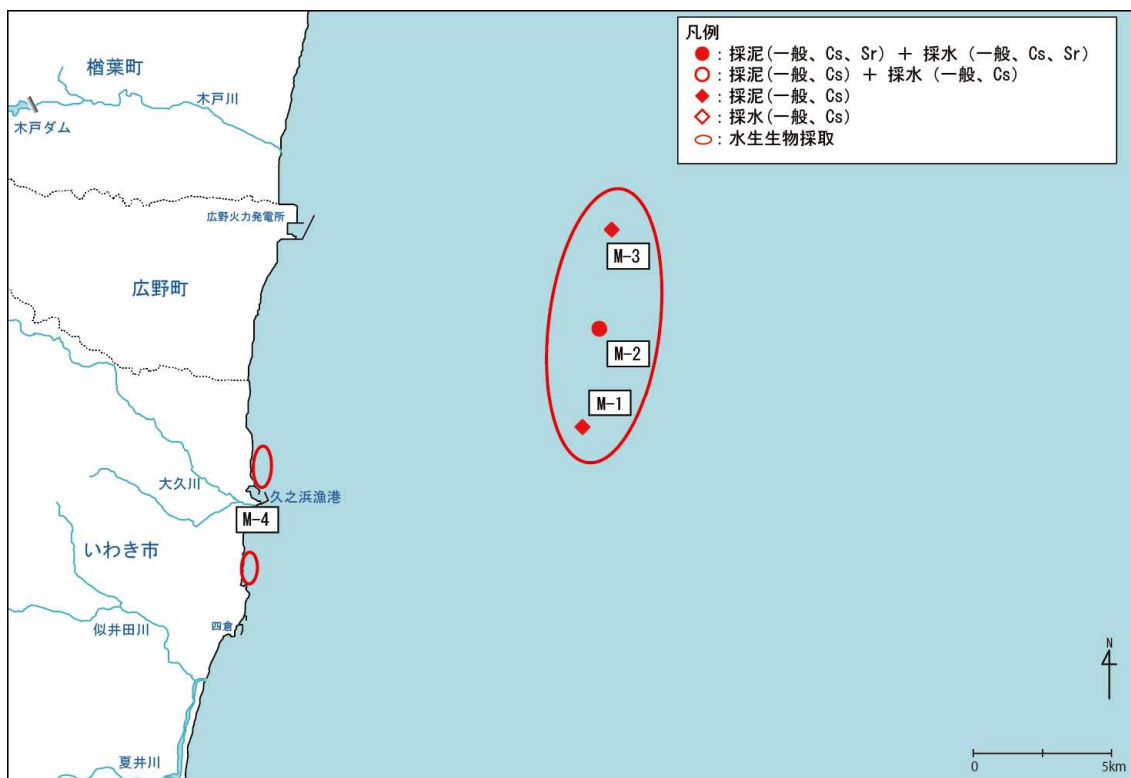 凡例
● : 採泥(一般、Cs、Sr) + 採水 (一般、Cs、Sr)
○ : 採泥(一般、Cs) + 採水 (一般、Cs)
◆ : 採泥(一般、Cs)
◇ : 採水(一般、Cs)
: 水生生物採取
楢葉町
木戸川
木戸ダム
広野火力発電所
M-3
広野町
M-2
M-1
大久川
久之浜漁港
M-4
いわき市
四倉
似井田川
N
夏井川
0
5km